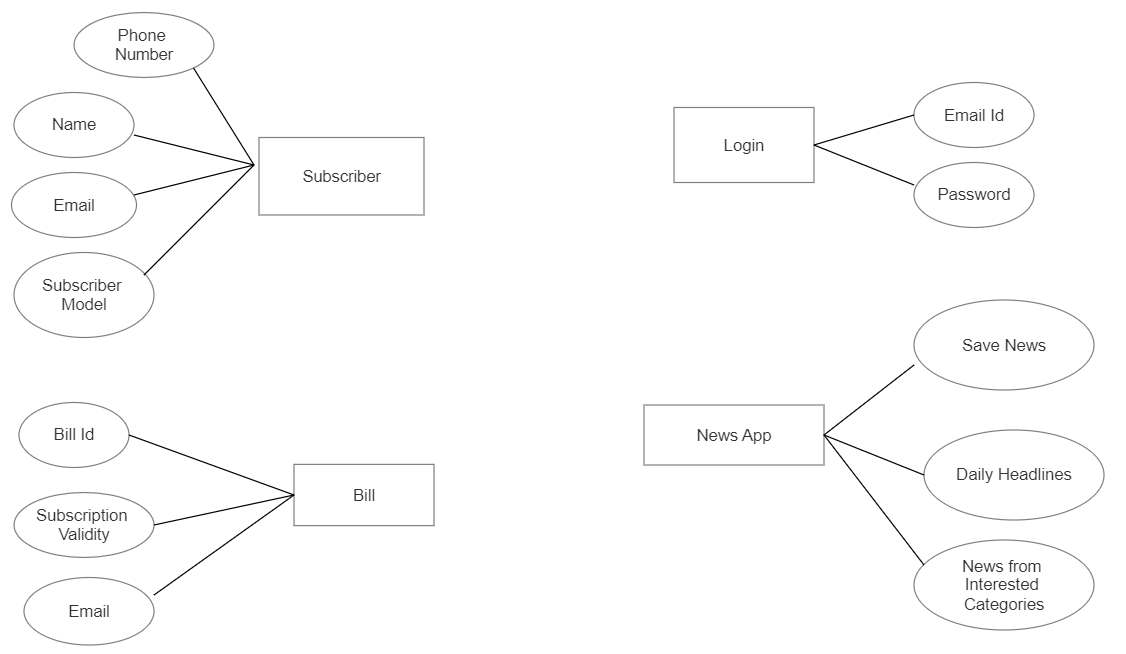 Phone
Number
Name
Email
Subscriber
Model
Subscriber
Login
Email Id
Password
Bill Id
Subscription
Validity
Email
Bill
News App
Save News
Daily Headlines
News from
Interested
Categories